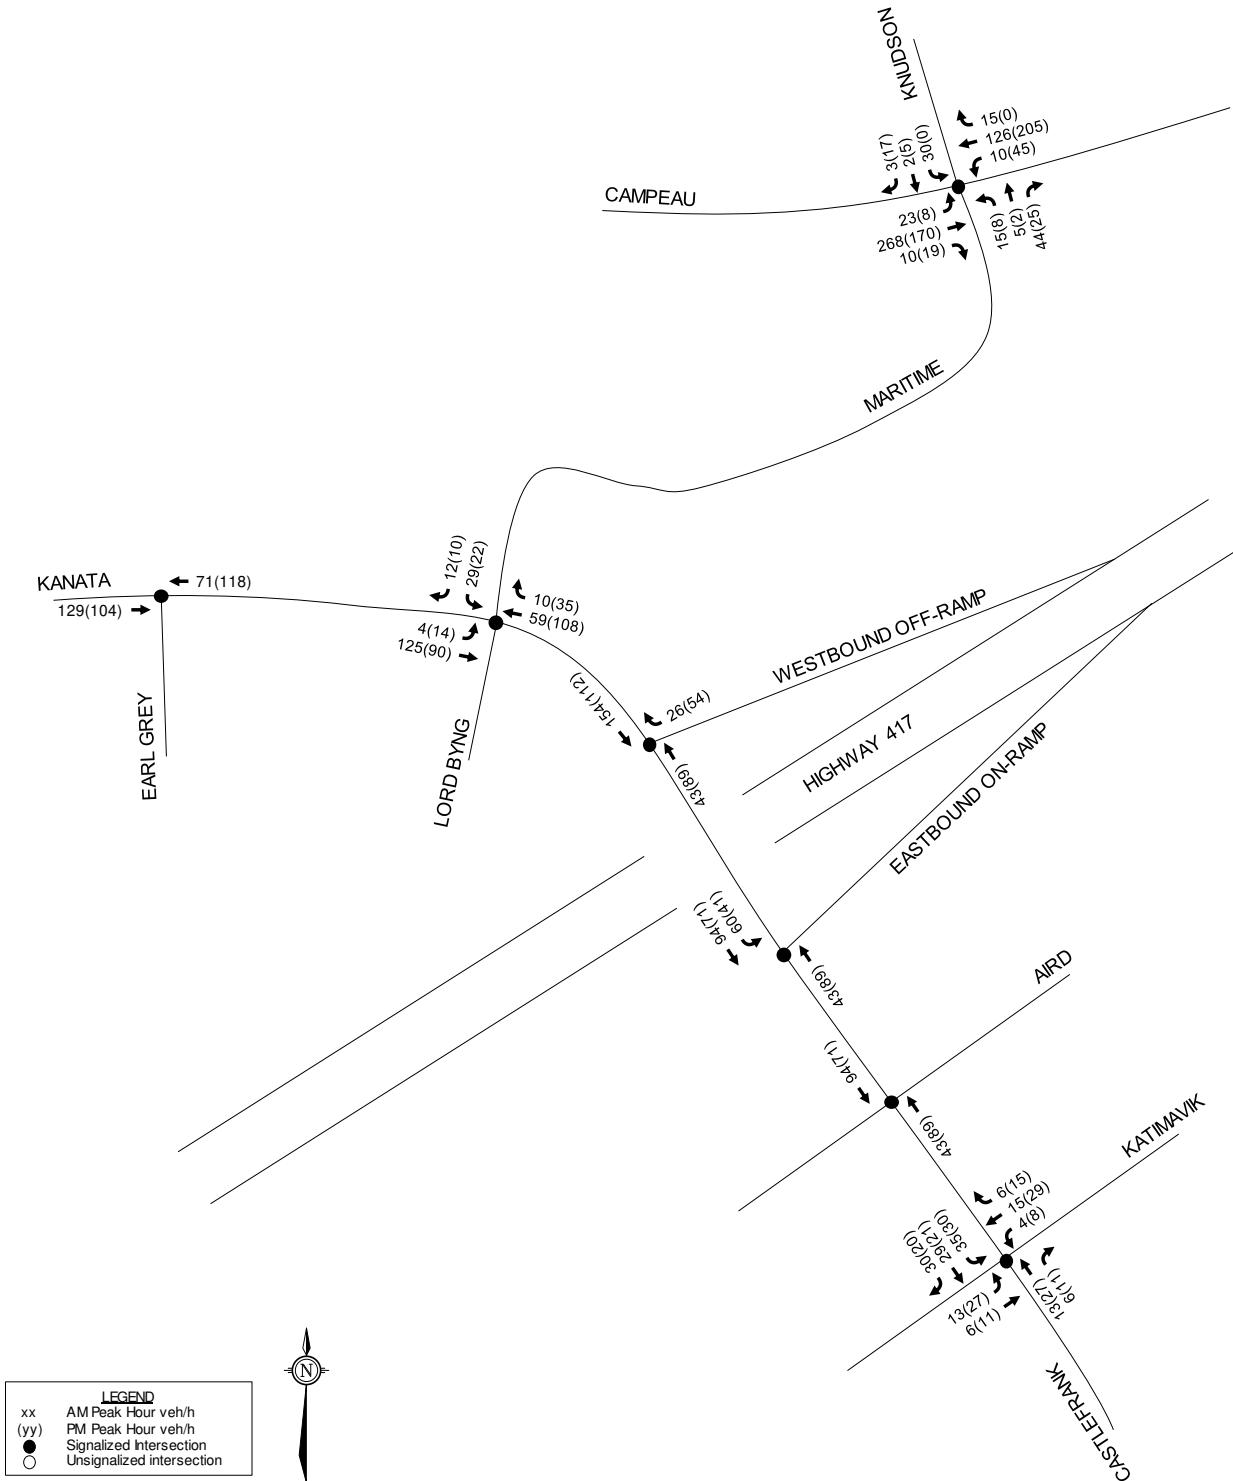 KNUDSON
15(0)
126(205)
10(45)
3(17)
2(5)
30(0)
CAMPEAU
23(8)
268(170)
10(19)
15(8)
5(2)
44(25)
MARITIME
KANATA
71(118)
129(104)
12(10)
29(22)
10(35)
59(108)
4(14)
125(90)
WESTBOUND OFF-RAMP
154(112)
26(54)
EARL GREY
LORD BYNG
43(89)
HIGHWAY 417
EASTBOUND ON-RAMP
60(41)
94(71)
43(89)
AIRD
94(71)
43(89)
KATIMAVIK
6(15)
15(29)
4(8)
35(30)
29(21)
30(20)
13(27)
6(11)
13(27)
6(11)
CASTLEFRANK
N
LEGEND
xx AM Peak Hour veh/h
(yy) PM Peak Hour veh/h
Signalized Intersection
Unsignalized intersection